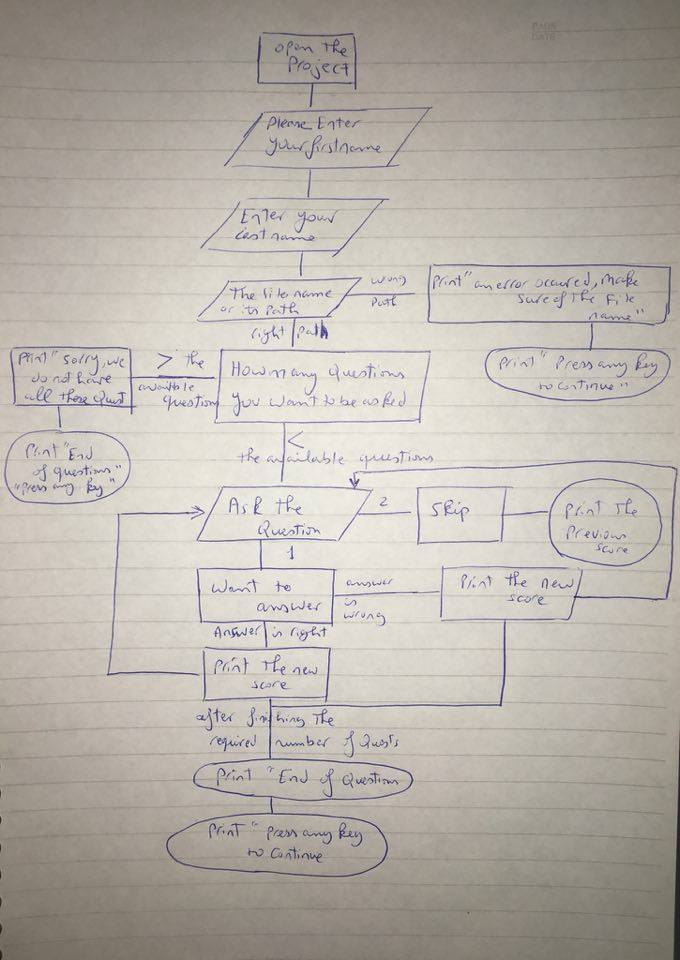 PAGE
DATE
open the
Project
please Enter
your first name
Enter your
last name
The file name
or its path
wrong
path
Print " an error occured, make
sure of the File
name "
right path
Print " Press any key
to continue "
Print " Sorry, we
do not have
all those Quest
> the
available
questions
How many Questions
you want to be asked
Print "End
of questions"
"press any key"
<
the available questions
Ask the
Question
2
Skip
Print the
Previous
score
1
Want to
answer
answer
is
wrong
Print the new
score
Answer is right
Print the new
score
after finishing the
required number of Quests
Print " End of Question
Print " press any key
to Continue